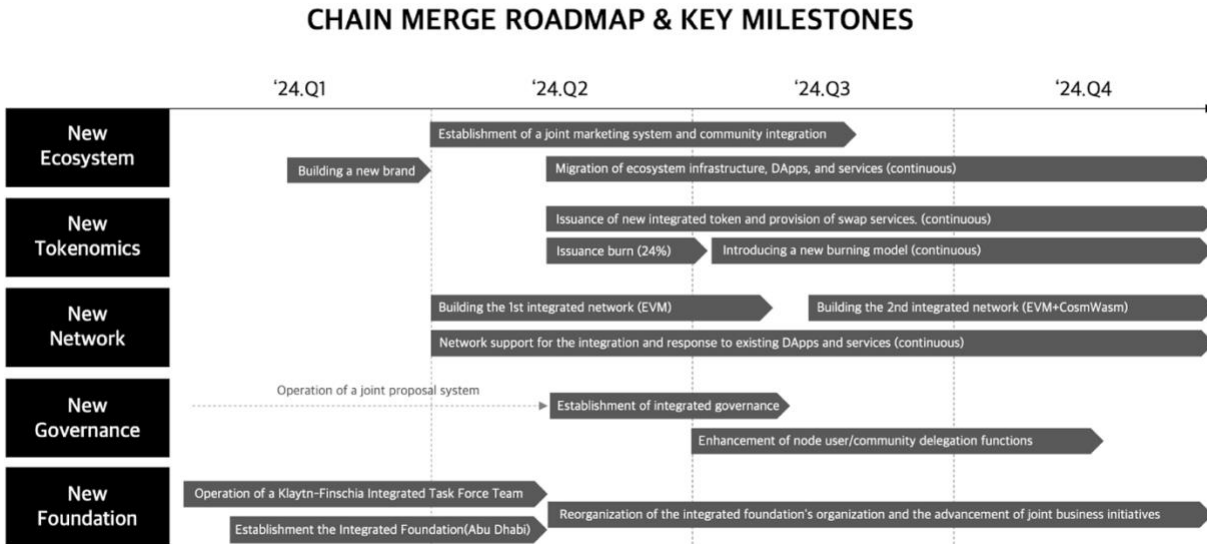 CHAIN MERGE ROADMAP & KEY MILESTONES
‘24.Q1
‘24.Q2
‘24.Q3
‘24.Q4
New
Ecosystem
Establishment of a joint marketing system and community integration
Building a new brand
Migration of ecosystem infrastructure, DApps, and services (continuous)
New
Tokenomics
Issuance of new integrated token and provision of swap services. (continuous)
Issuance burn (24%)
Introducing a new burning model (continuous)
New
Network
Building the 1st integrated network (EVM)
Building the 2nd integrated network (EVM+CosmWasm)
Network support for the integration and response to existing DApps and services (continuous)
New
Governance
Operation of a joint proposal system
Establishment of integrated governance
Enhancement of node user/community delegation functions
New
Foundation
Operation of a Klaytn-Finschia Integrated Task Force Team
Establishment the Integrated Foundation(Abu Dhabi)
Reorganization of the integrated foundation's organization and the advancement of joint business initiatives